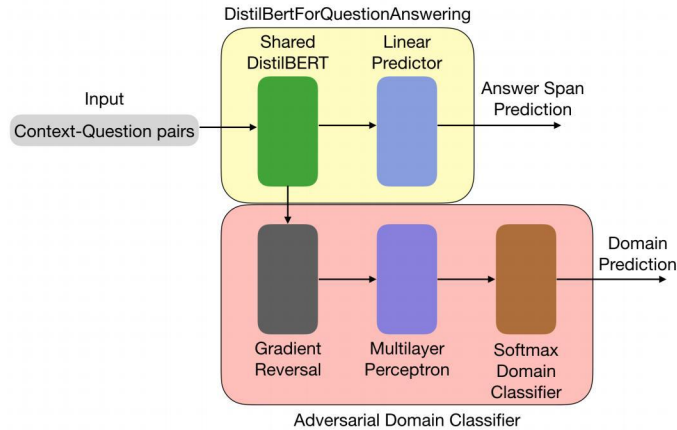 DistilBertForQuestionAnswering
Shared
DistilBERT
Linear
Predictor
Input
Context-Question pairs
Answer Span
Prediction
Domain
Prediction
Gradient
Reversal
Multilayer
Perceptron
Softmax
Domain
Classifier
Adversarial Domain Classifier